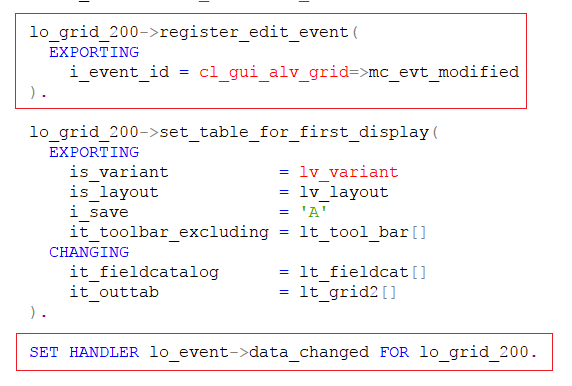 lo_grid_200->register_edit_event(
EXPORTING
i_event_id = cl_gui_alv_grid=>mc_evt_modified
).
lo_grid_200->set_table_for_first_display(
EXPORTING
is_variant = lv_variant
is_layout = lv_layout
i_save = 'A'
it_toolbar_excluding = lt_tool_bar[]
CHANGING
it_fieldcatalog = lt_fieldcat[]
it_outtab = lt_grid2[]
).
SET HANDLER lo_event->data_changed FOR lo_grid_200.